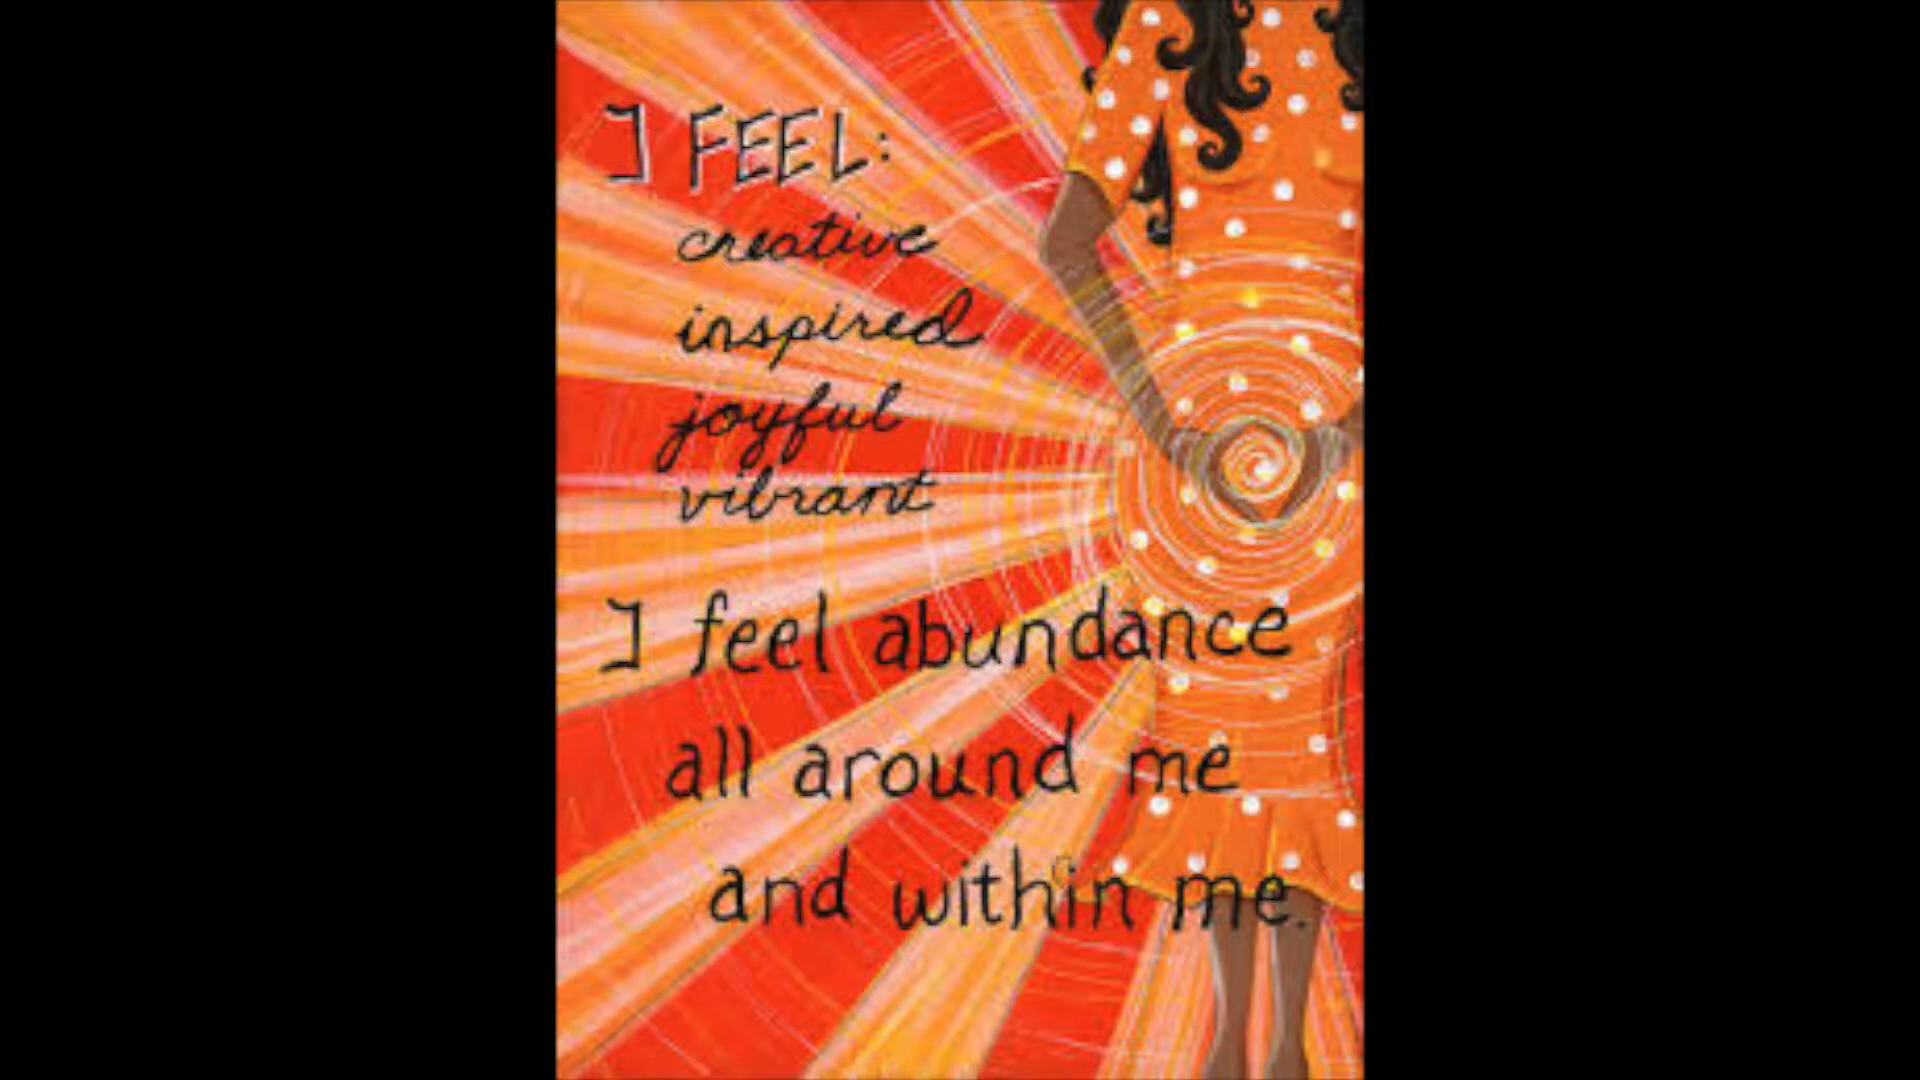 I FEEL:
creative
inspired
joyful
vibrant
I feel abundance
all around me
and within me.